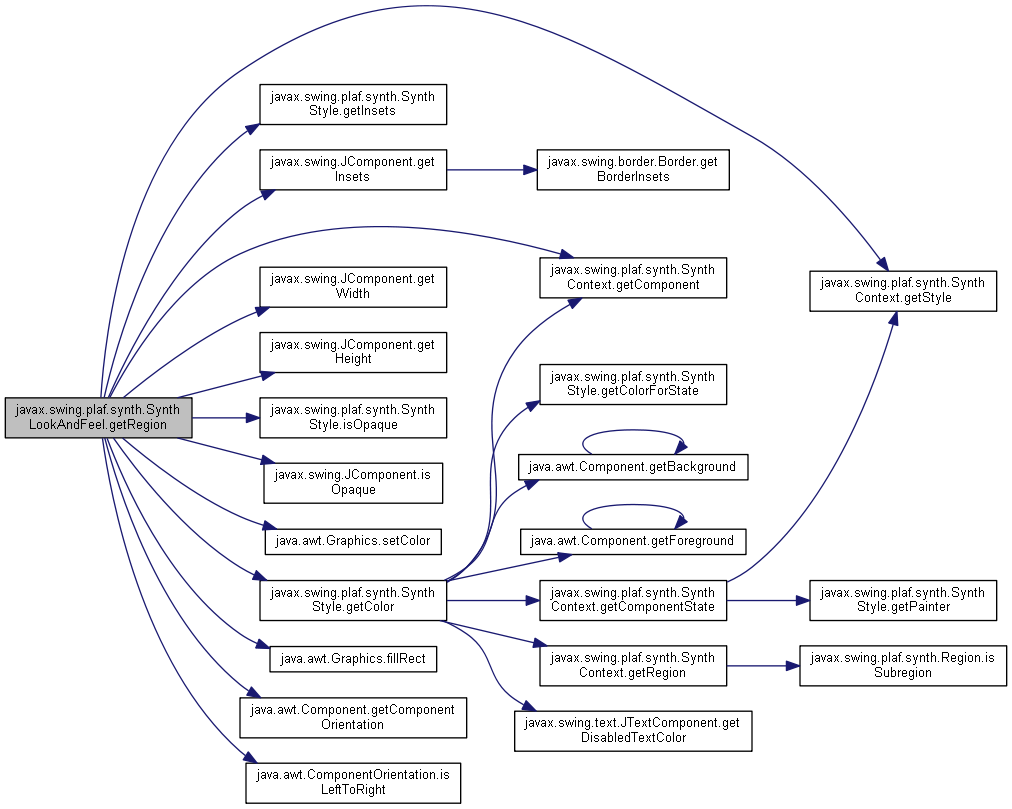 javax.swing.plaf.synth.Synth
LookAndFeel.getRegion
javax.swing.plaf.synth.Synth
Style.getInsets
javax.swing.JComponent.get
Insets
javax.swing.JComponent.get
Width
javax.swing.JComponent.get
Height
javax.swing.plaf.synth.Synth
Style.isOpaque
javax.swing.JComponent.is
Opaque
java.awt.Graphics.setColor
javax.swing.plaf.synth.Synth
Style.getColor
java.awt.Graphics.fillRect
java.awt.Component.getComponent
Orientation
java.awt.ComponentOrientation.is
LeftToRight
javax.swing.border.Border.get
BorderInsets
javax.swing.plaf.synth.Synth
Context.getComponent
javax.swing.plaf.synth.Synth
Style.getColorForState
java.awt.Component.getBackground
java.awt.Component.getForeground
javax.swing.plaf.synth.Synth
Context.getComponentState
javax.swing.plaf.synth.Synth
Context.getRegion
javax.swing.text.JTextComponent.get
DisabledTextColor
javax.swing.plaf.synth.Synth
Context.getStyle
javax.swing.plaf.synth.Synth
Style.getPainter
javax.swing.plaf.synth.Region.is
Subregion